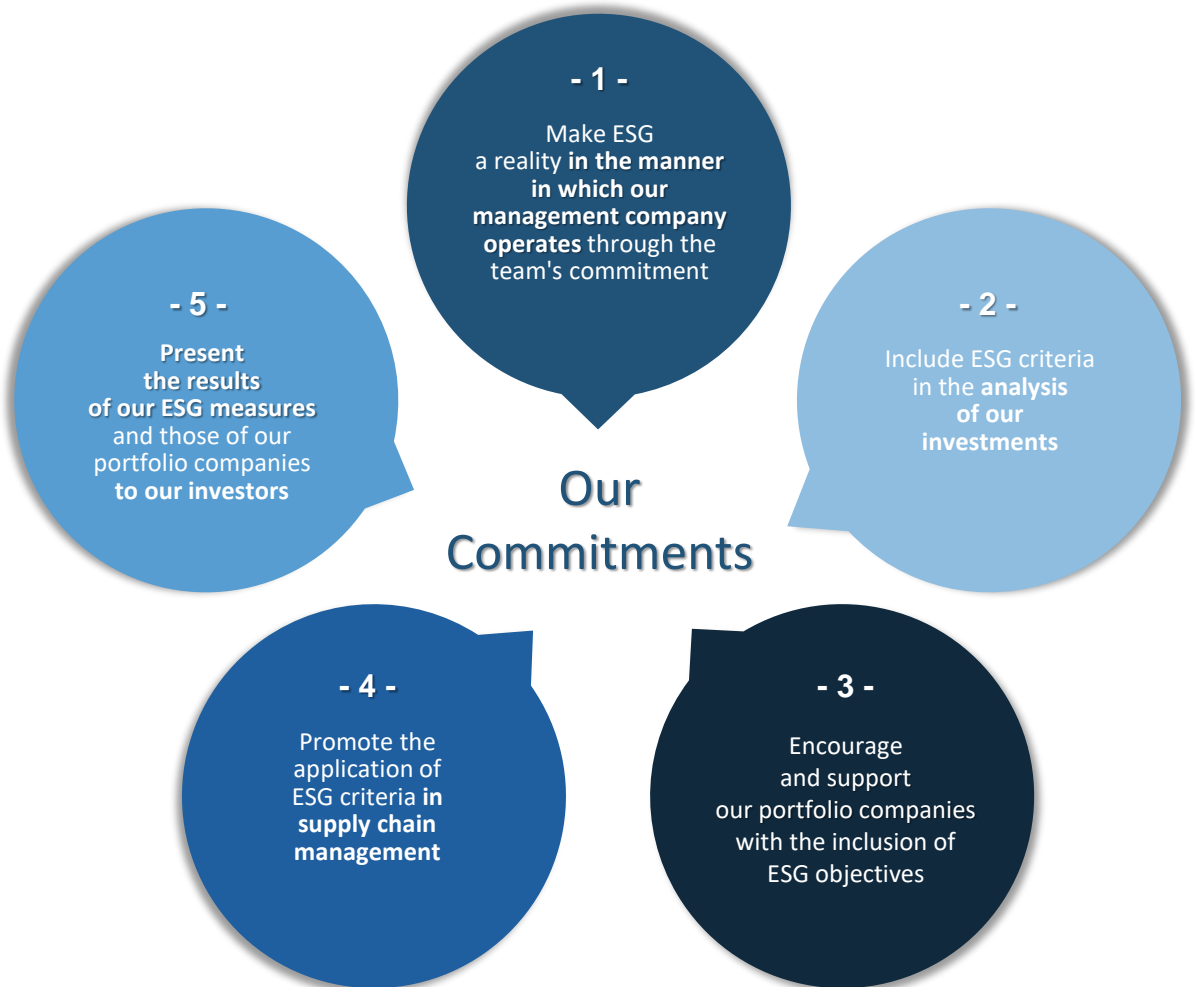 - 1 -
Make ESG
a reality in the manner
in which our
management company
operates through the
team's commitment
- 2 -
Include ESG criteria
in the analysis
of our
investments
- 3 -
Encourage
and support
our portfolio companies
with the inclusion of
ESG objectives
- 4 -
Promote the
application of
ESG criteria in
supply chain
management
- 5 -
Present
the results
of our ESG measures
and those of our
portfolio companies
to our investors
Our
Commitments